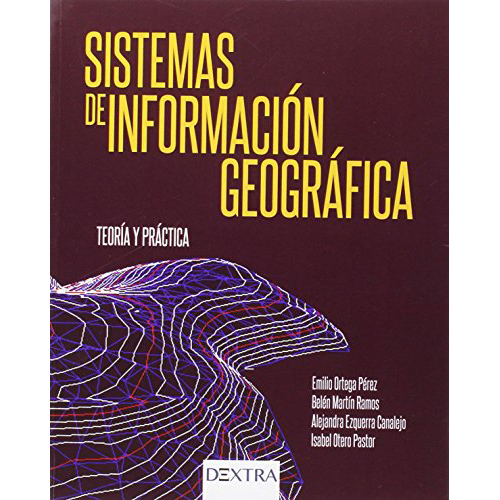 SISTEMAS
DE INFORMACIÓN
GEOGRÁFICA
TEORÍA Y PRÁCTICA
Emilio Ortega Pérez
Belén Martín Ramos
Alejandra Ezquerra Canalejo
Isabel Otero Pastor
DEXTRA